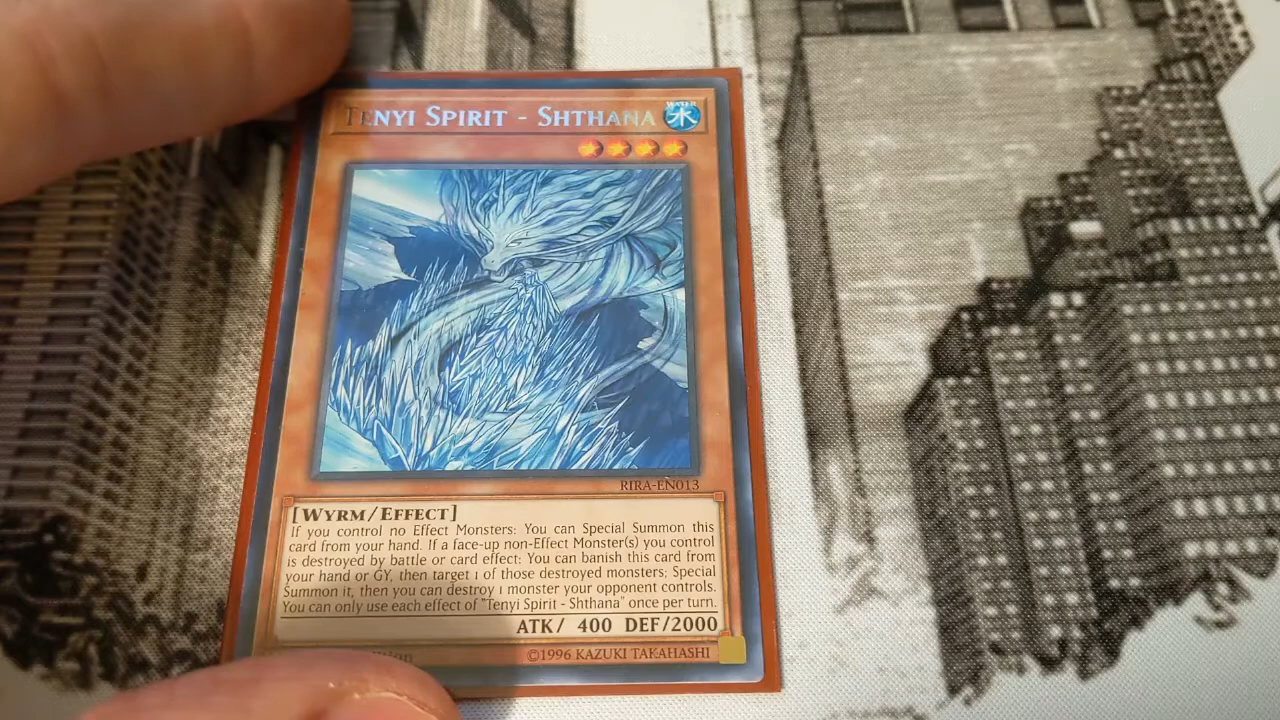 TENYI SPIRIT - SHTHANA
WATER
水
RIRA-EN013
[WYRM/EFFECT]
If you control no Effect Monsters: You can Special Summon this
card from your hand. If a face-up non-Effect Monster(s) you control
is destroyed by battle or card effect: You can banish this card from
your hand or GY, then target 1 of those destroyed monsters; Special
Summon it, then you can destroy 1 monster your opponent controls.
You can only use each effect of "Tenyi Spirit - Shthana" once per turn.
ATK/ 400 DEF/2000
©1996 KAZUKI TAKAHASHI